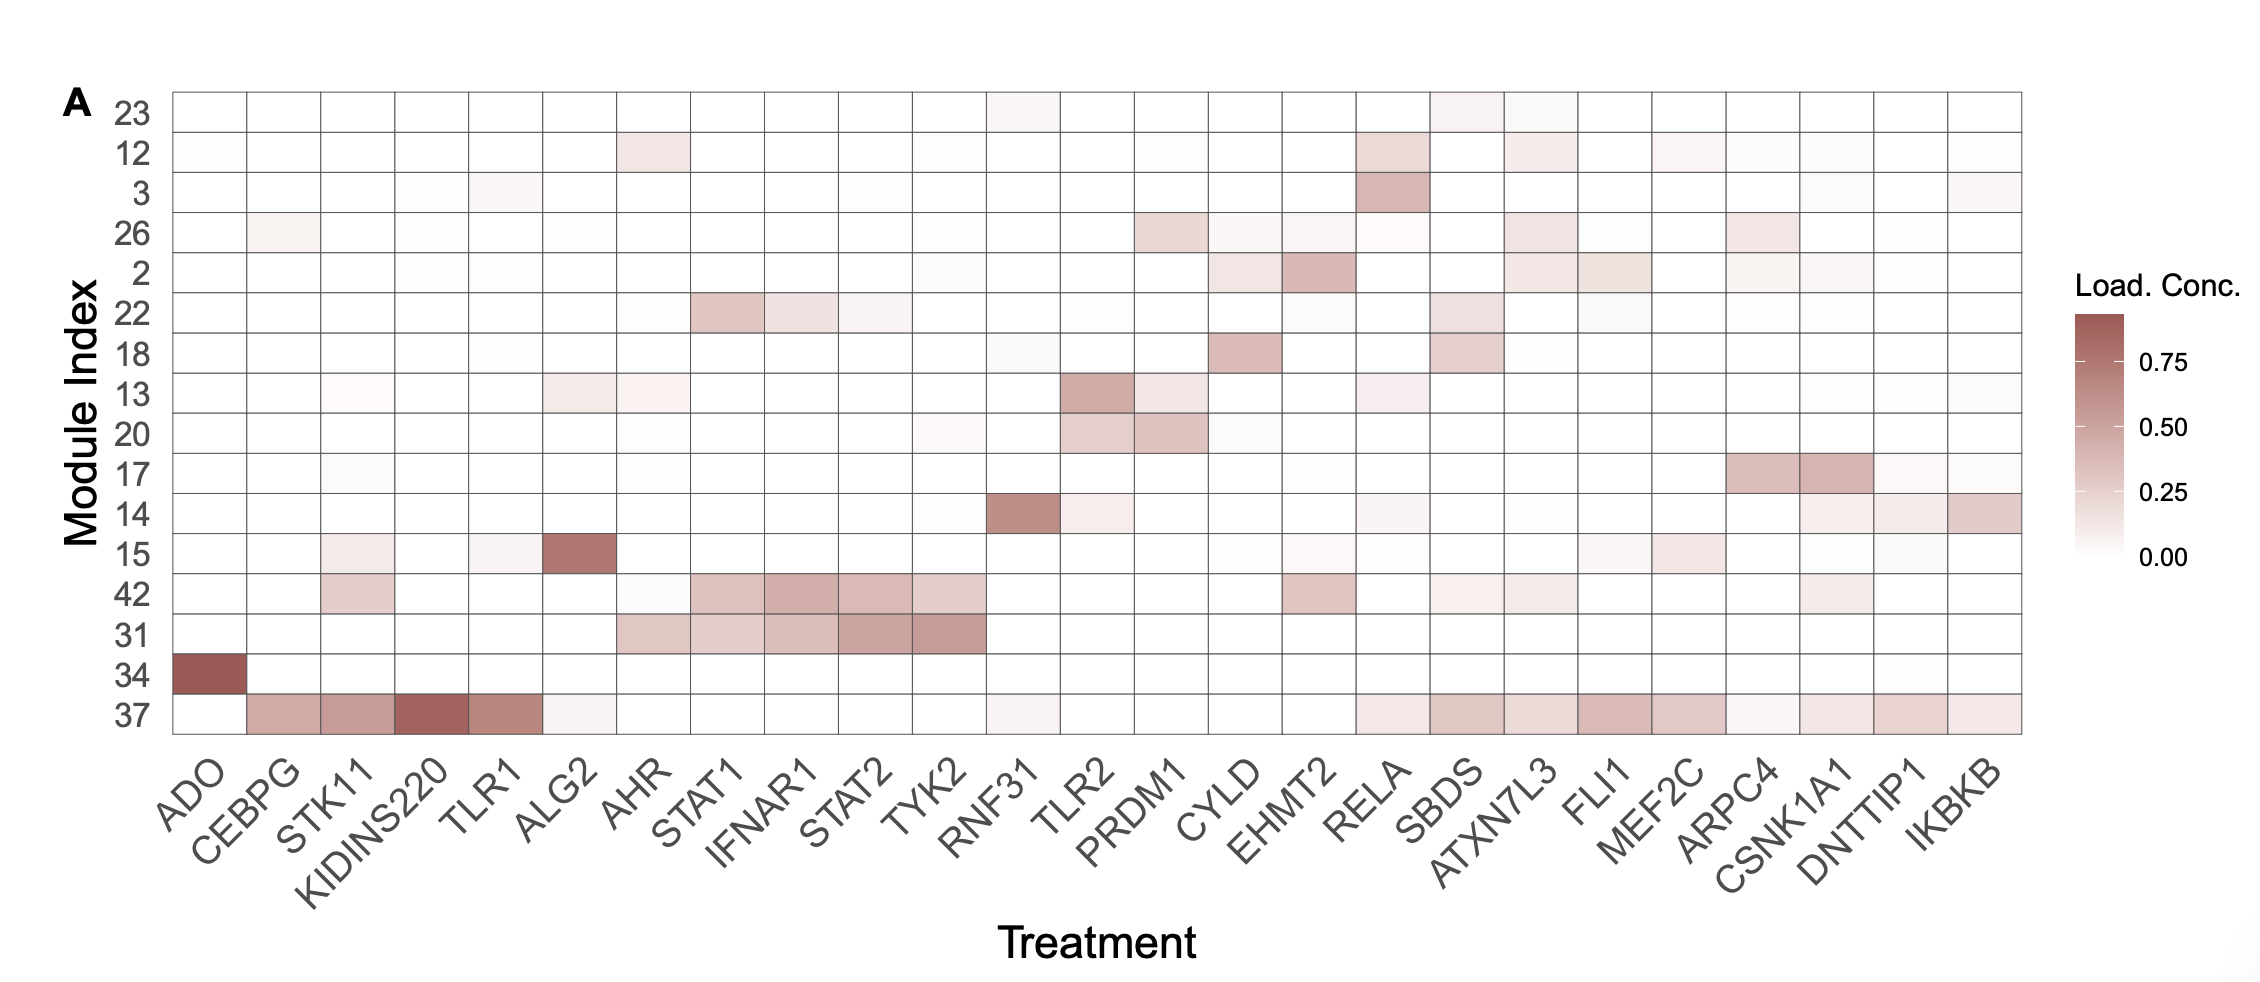 A
23
12
3
26
2
22
18
13
20
17
14
15
42
31
34
37
Module Index
ADO
CEBPG
STK11
KIDINS220
TLR1
ALG2
AHR
STAT1
IFNAR1
STAT2
TYK2
RNF31
TLR2
PRDM1
CYLD
EHMT2
RELA
SBDS
ATXN7L3
FLI1
MEF2C
ARPC4
CSNK1A1
DNTTIP1
IKBKB
Treatment
Load. Conc.
0.75
0.50
0.25
0.00